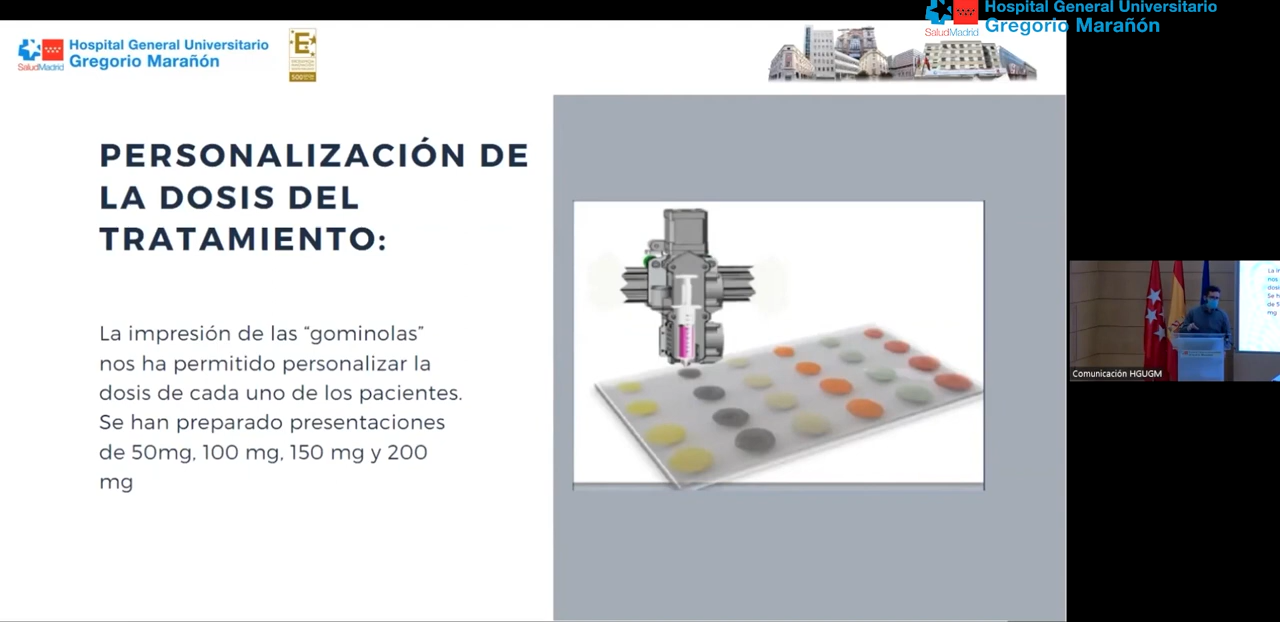 Hospital General Universitario
Gregorio Marañón
SaludMadrid
Hospital General Universitario
Gregorio Marañón
SaludMadrid
E
500
PERSONALIZACIÓN DE
LA DOSIS DEL
TRATAMIENTO:
La impresión de las “gominolas”
nos ha permitido personalizar la
dosis de cada uno de los pacientes.
Se han preparado presentaciones
de 50mg, 100 mg, 150 mg y 200
mg
Comunicación HGUGM